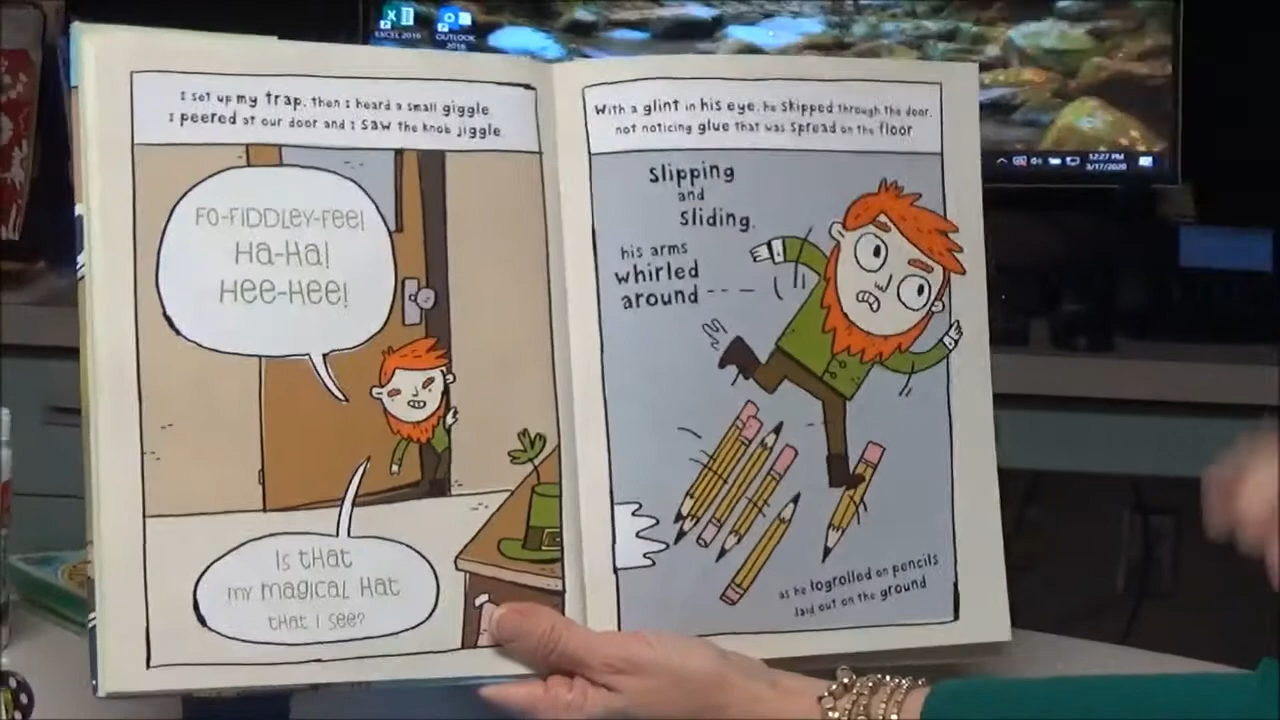 EXCEL 2016
OUTLOOK
2016
I set up my trap, then I heard a small giggle.
I peered at our door and I saw the knob jiggle.
FO-FIDDLEY-FEE!
Ha-Ha!
Hee-Hee!
Is tHat
my magical Hat
tHat I see?
With a glint in his eye, he skipped through the door,
not noticing glue that was spread on the floor
Slipping
and
sliding,
his arms
whirled
around
as he logrolled on pencils
laid out on the ground
12:27 PM
3/17/2020